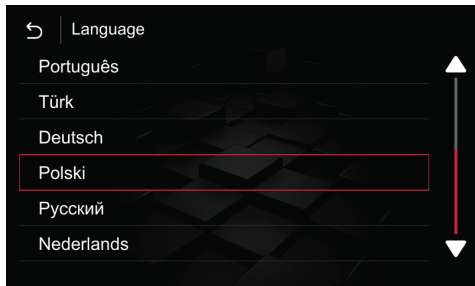 Language
Português
Türk
Deutsch
Polski
Русский
Nederlands